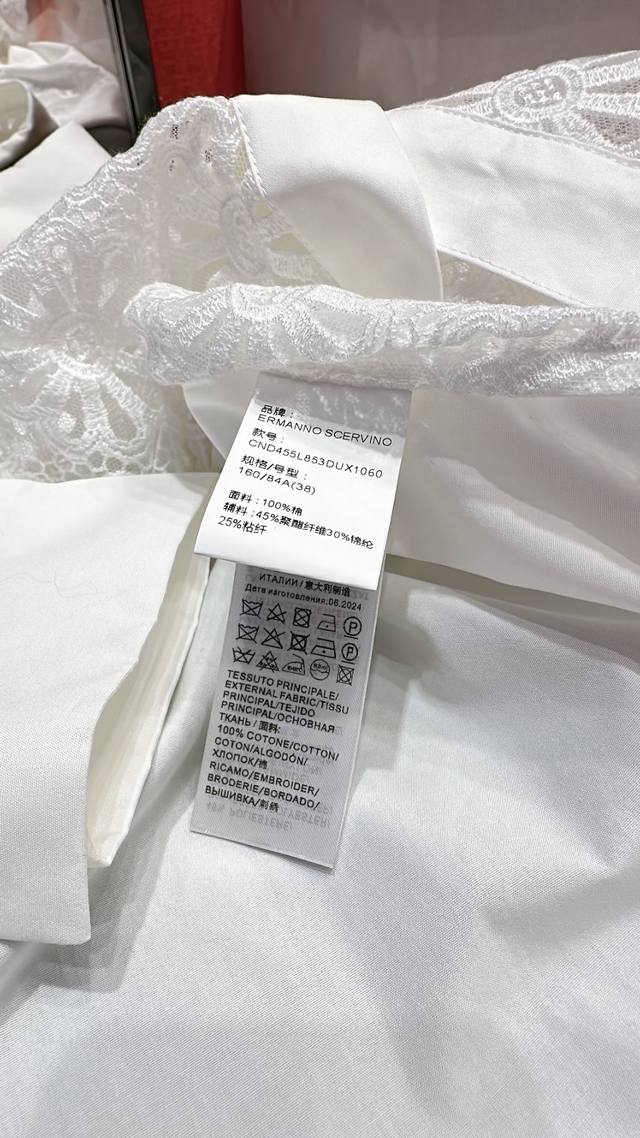 品牌：
ERMANNO SCERVINO
款号：
CND455L853DUX1060
规格/号型：
160/84A(38)
面料：100%棉
辅料：45%聚酯纤维30%锦纶
25%粘纤
ИТАЛИИ / 意大利制造
Дата изготовления:06.2024
P
P
TESSUTO PRINCIPALE/
EXTERNAL FABRIC/TISSU
PRINCIPAL/TEJIDO
PRINCIPAL/ОСНОВНАЯ
ТКАНЬ / 面料:
100% COTONE/COTTON/
COTON/ALGODÓN/
ХЛОПОК/棉
RICAMO/EMBROIDER/
BRODERIE/BORDADO/
ВЫШИВКА/刺绣